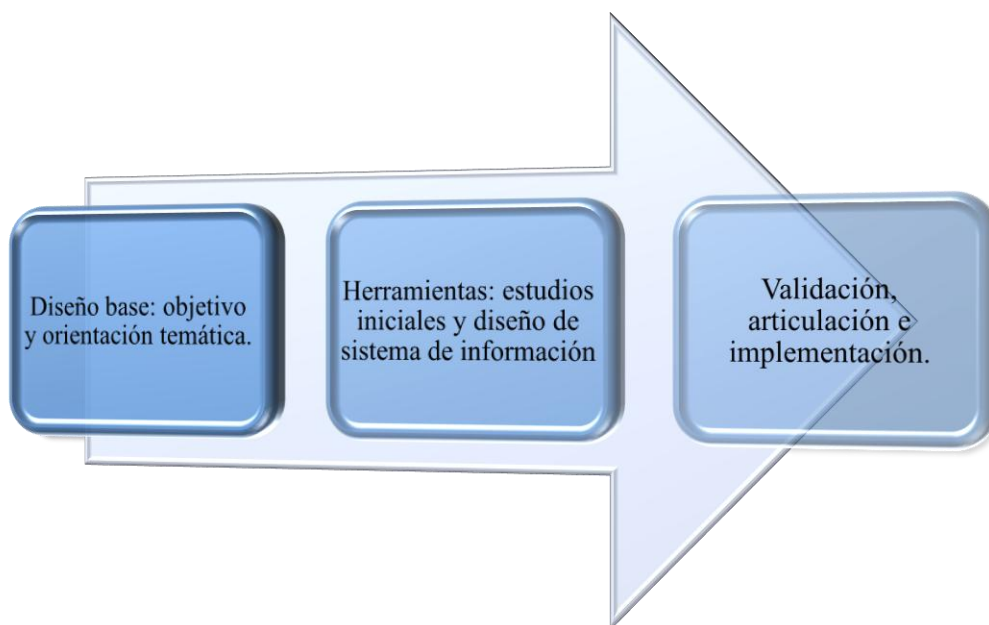 Diseño base: objetivo
y orientación temática.
Herramientas: estudios
iniciales y diseño de
sistema de información
Validación,
articulación e
implementación.